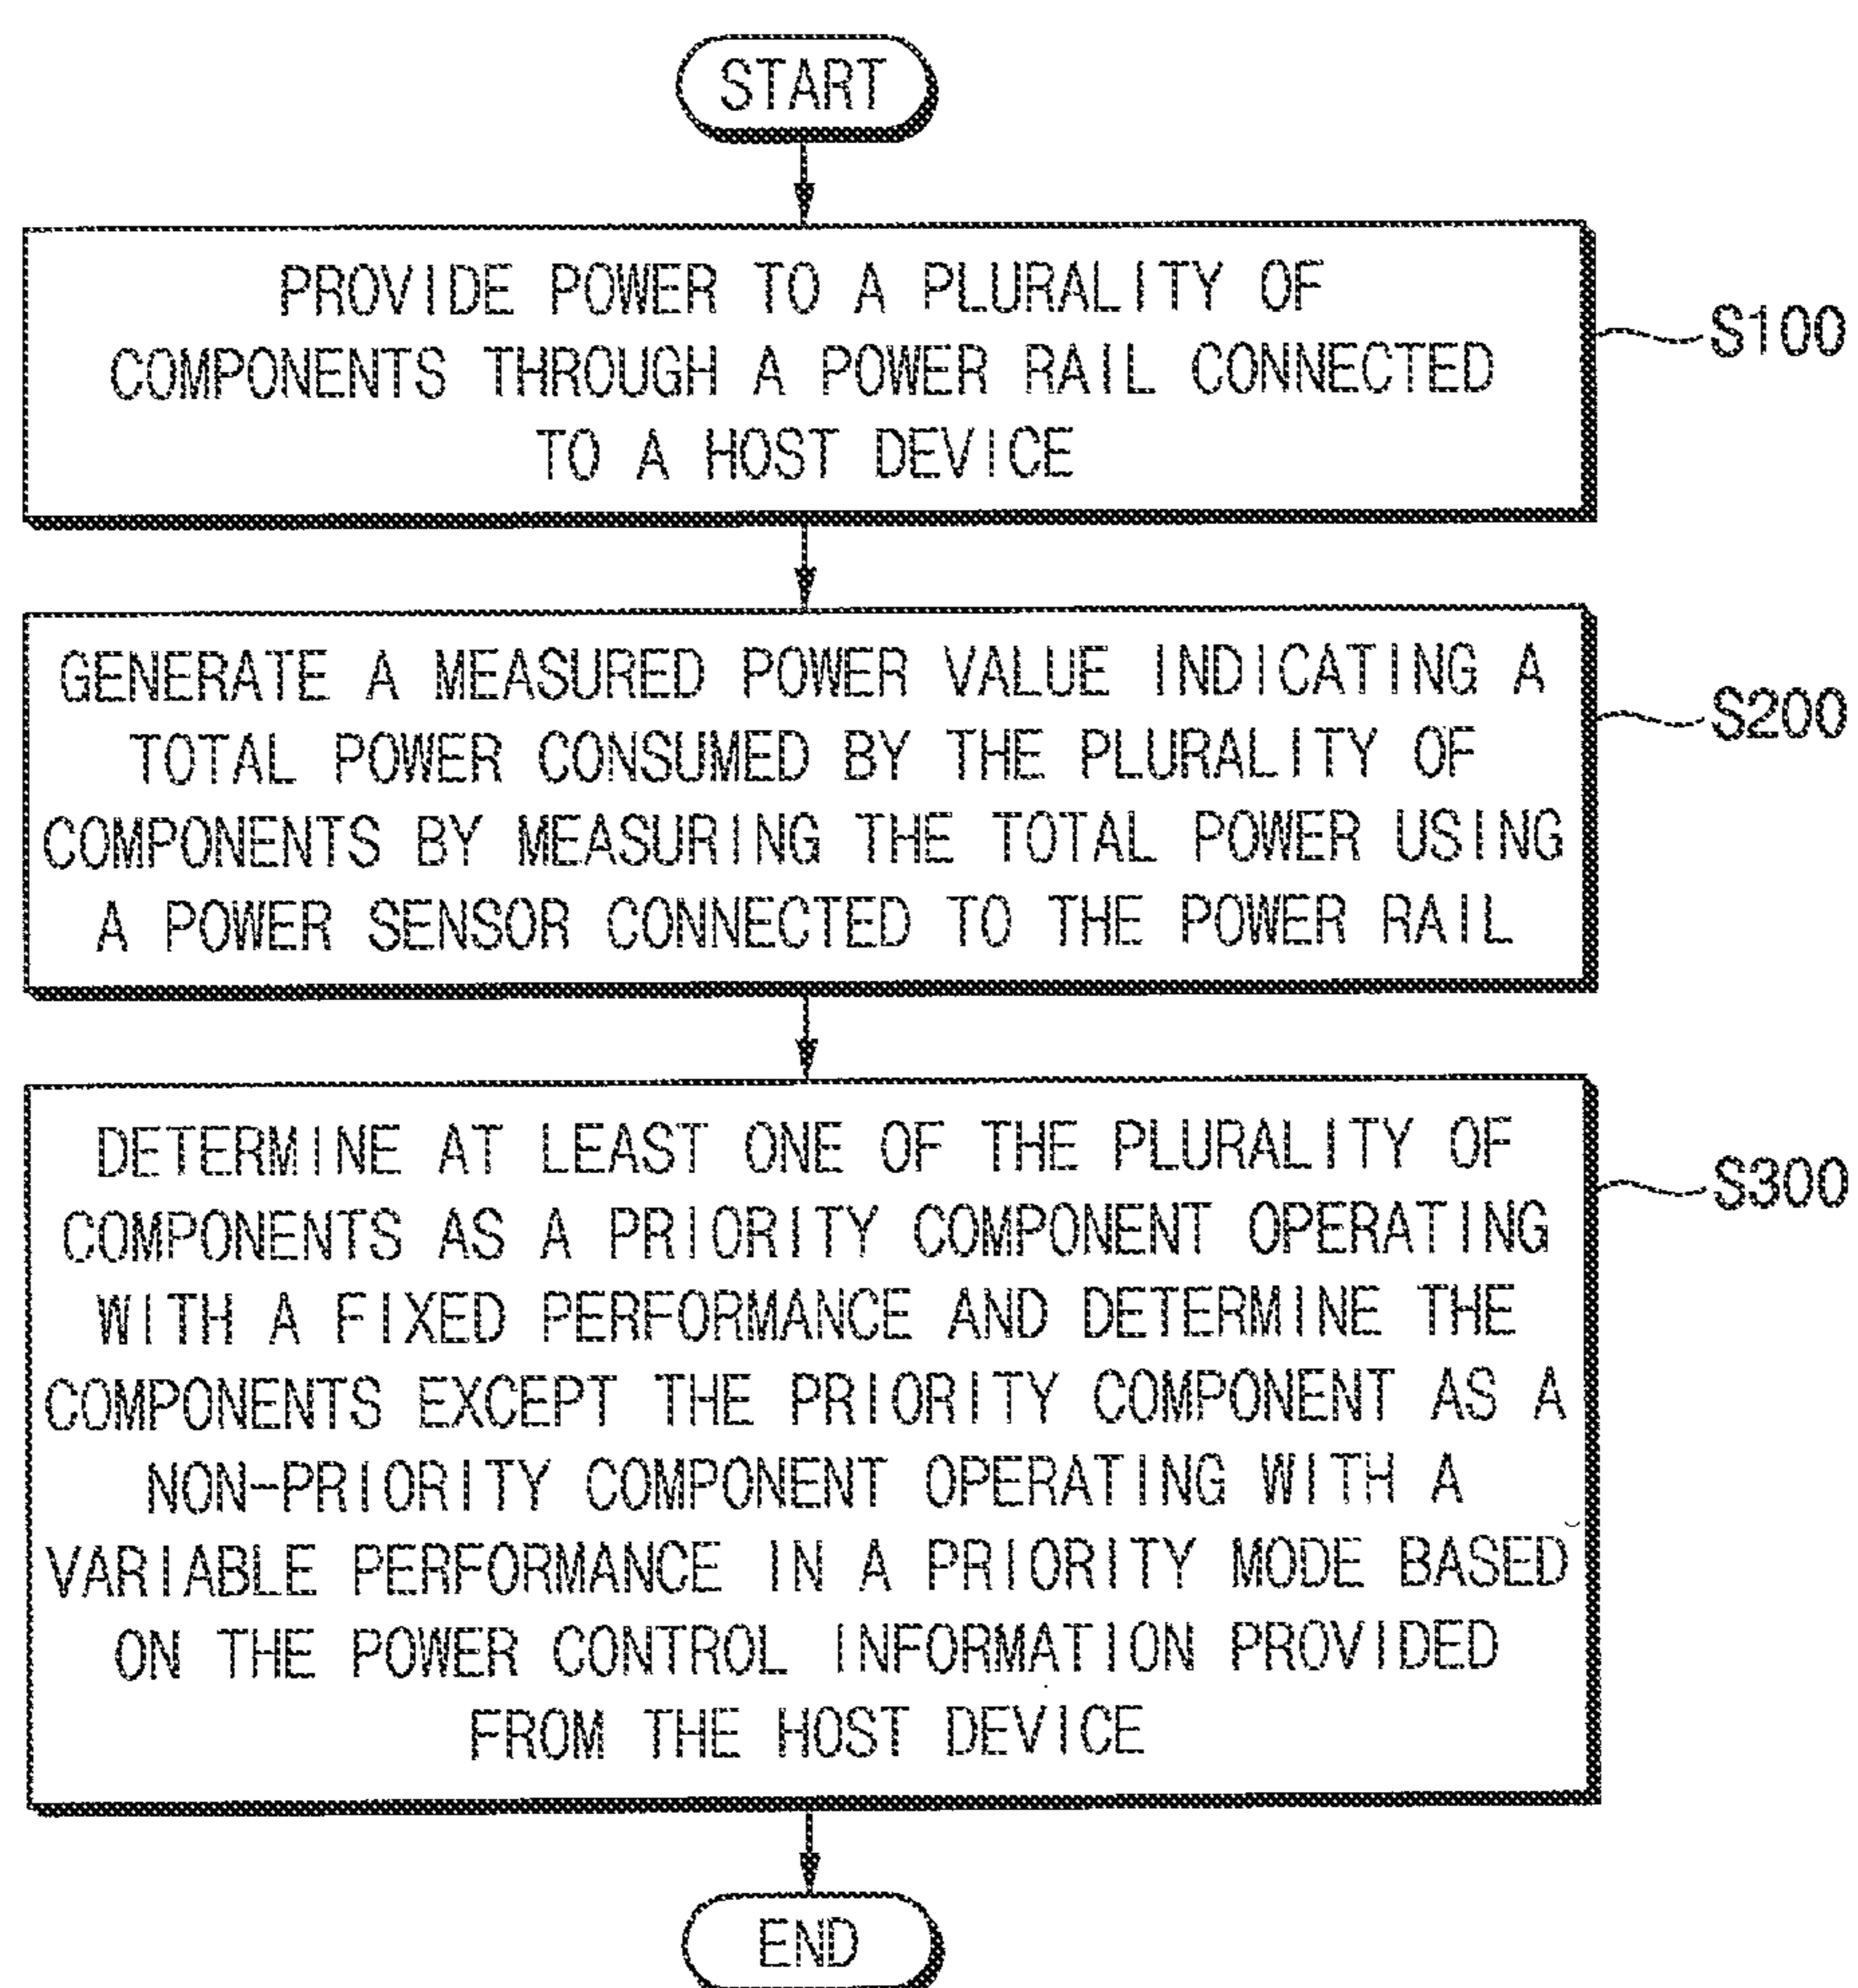 START
PROVIDE POWER TO A PLURALITY OF
COMPONENTS THROUGH A POWER RAIL CONNECTED
TO A HOST DEVICE
S100
GENERATE A MEASURED POWER VALUE INDICATING A
TOTAL POWER CONSUMED BY THE PLURALITY OF
COMPONENTS BY MEASURING THE TOTAL POWER USING
A POWER SENSOR CONNECTED TO THE POWER RAIL
S200
DETERMINE AT LEAST ONE OF THE PLURALITY OF
COMPONENTS AS A PRIORITY COMPONENT OPERATING
WITH A FIXED PERFORMANCE AND DETERMINE THE
COMPONENTS EXCEPT THE PRIORITY COMPONENT AS A
NON-PRIORITY COMPONENT OPERATING WITH A
VARIABLE PERFORMANCE IN A PRIORITY MODE BASED
ON THE POWER CONTROL INFORMATION PROVIDED
FROM THE HOST DEVICE
S300
END